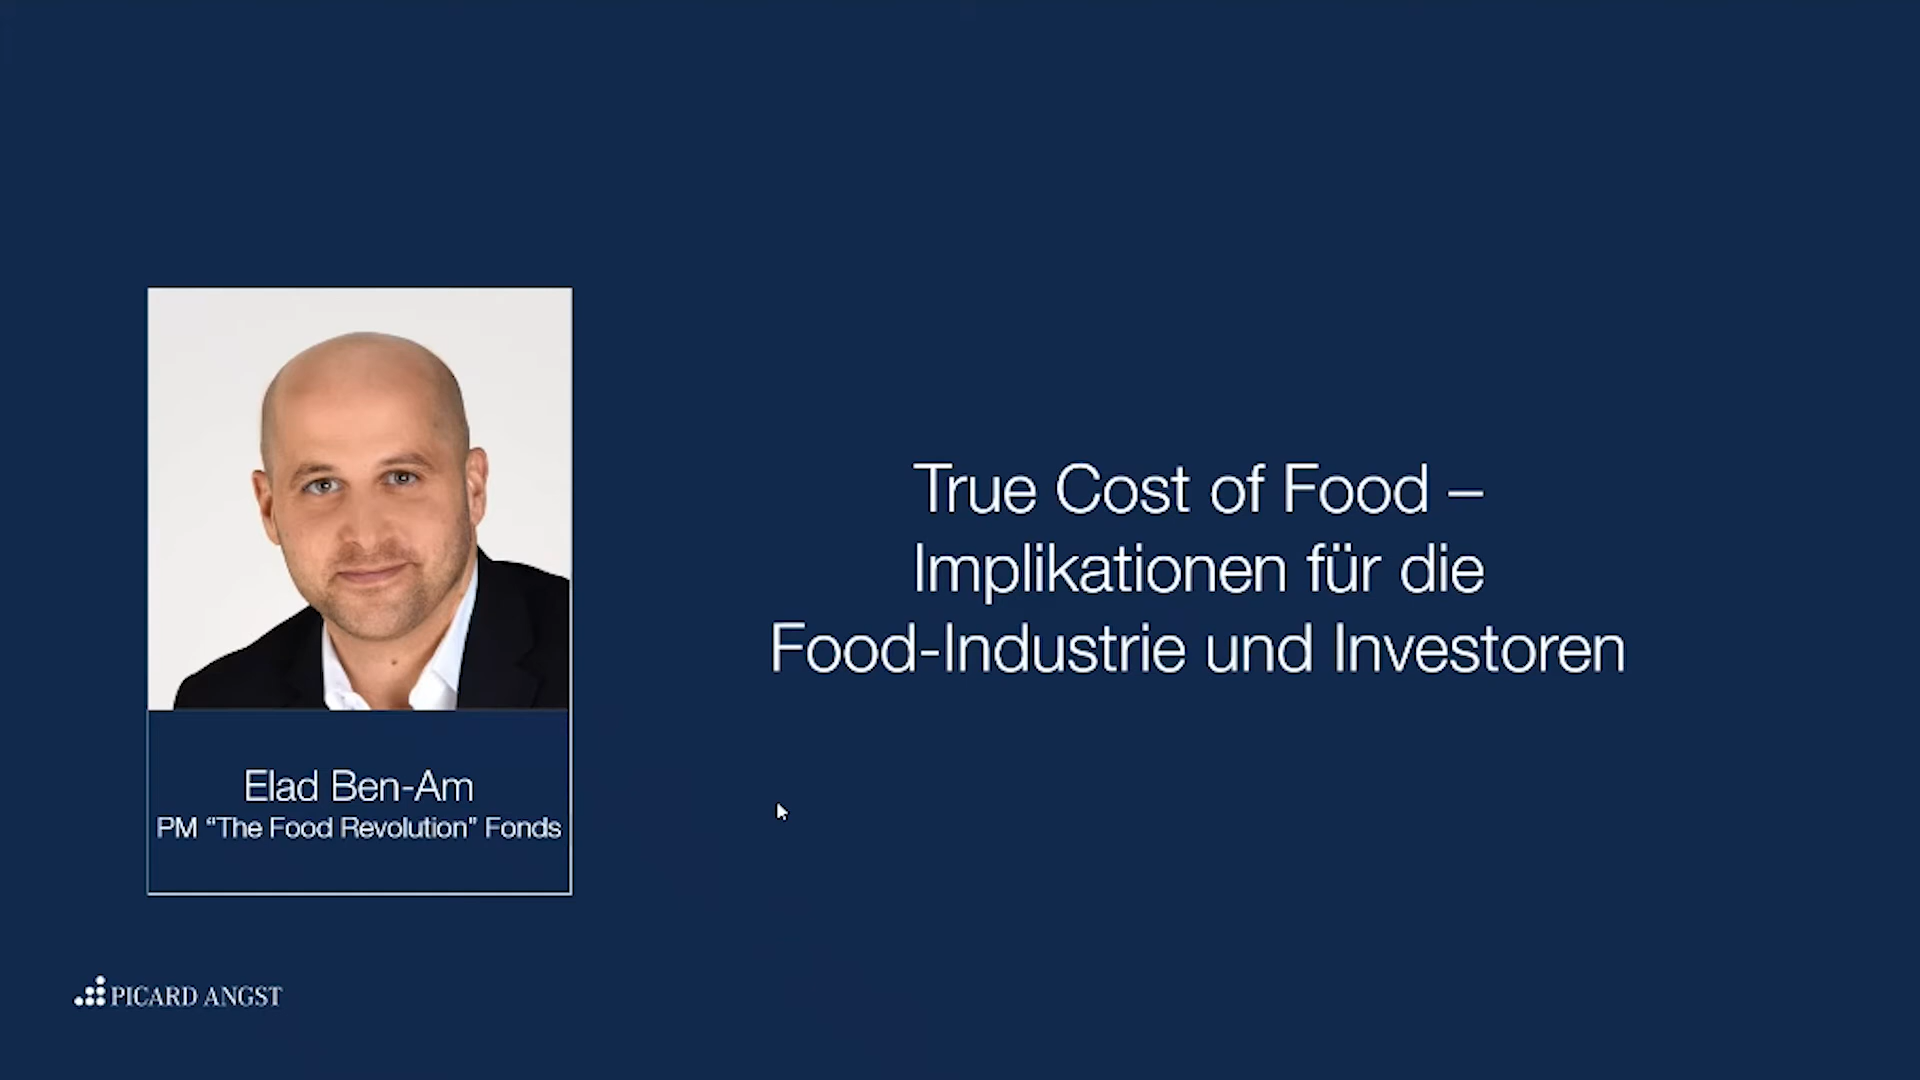 True Cost of Food –
Implikationen für die
Food-Industrie und Investoren
Elad Ben-Am
PM “The Food Revolution” Fonds
PICARD ANGST